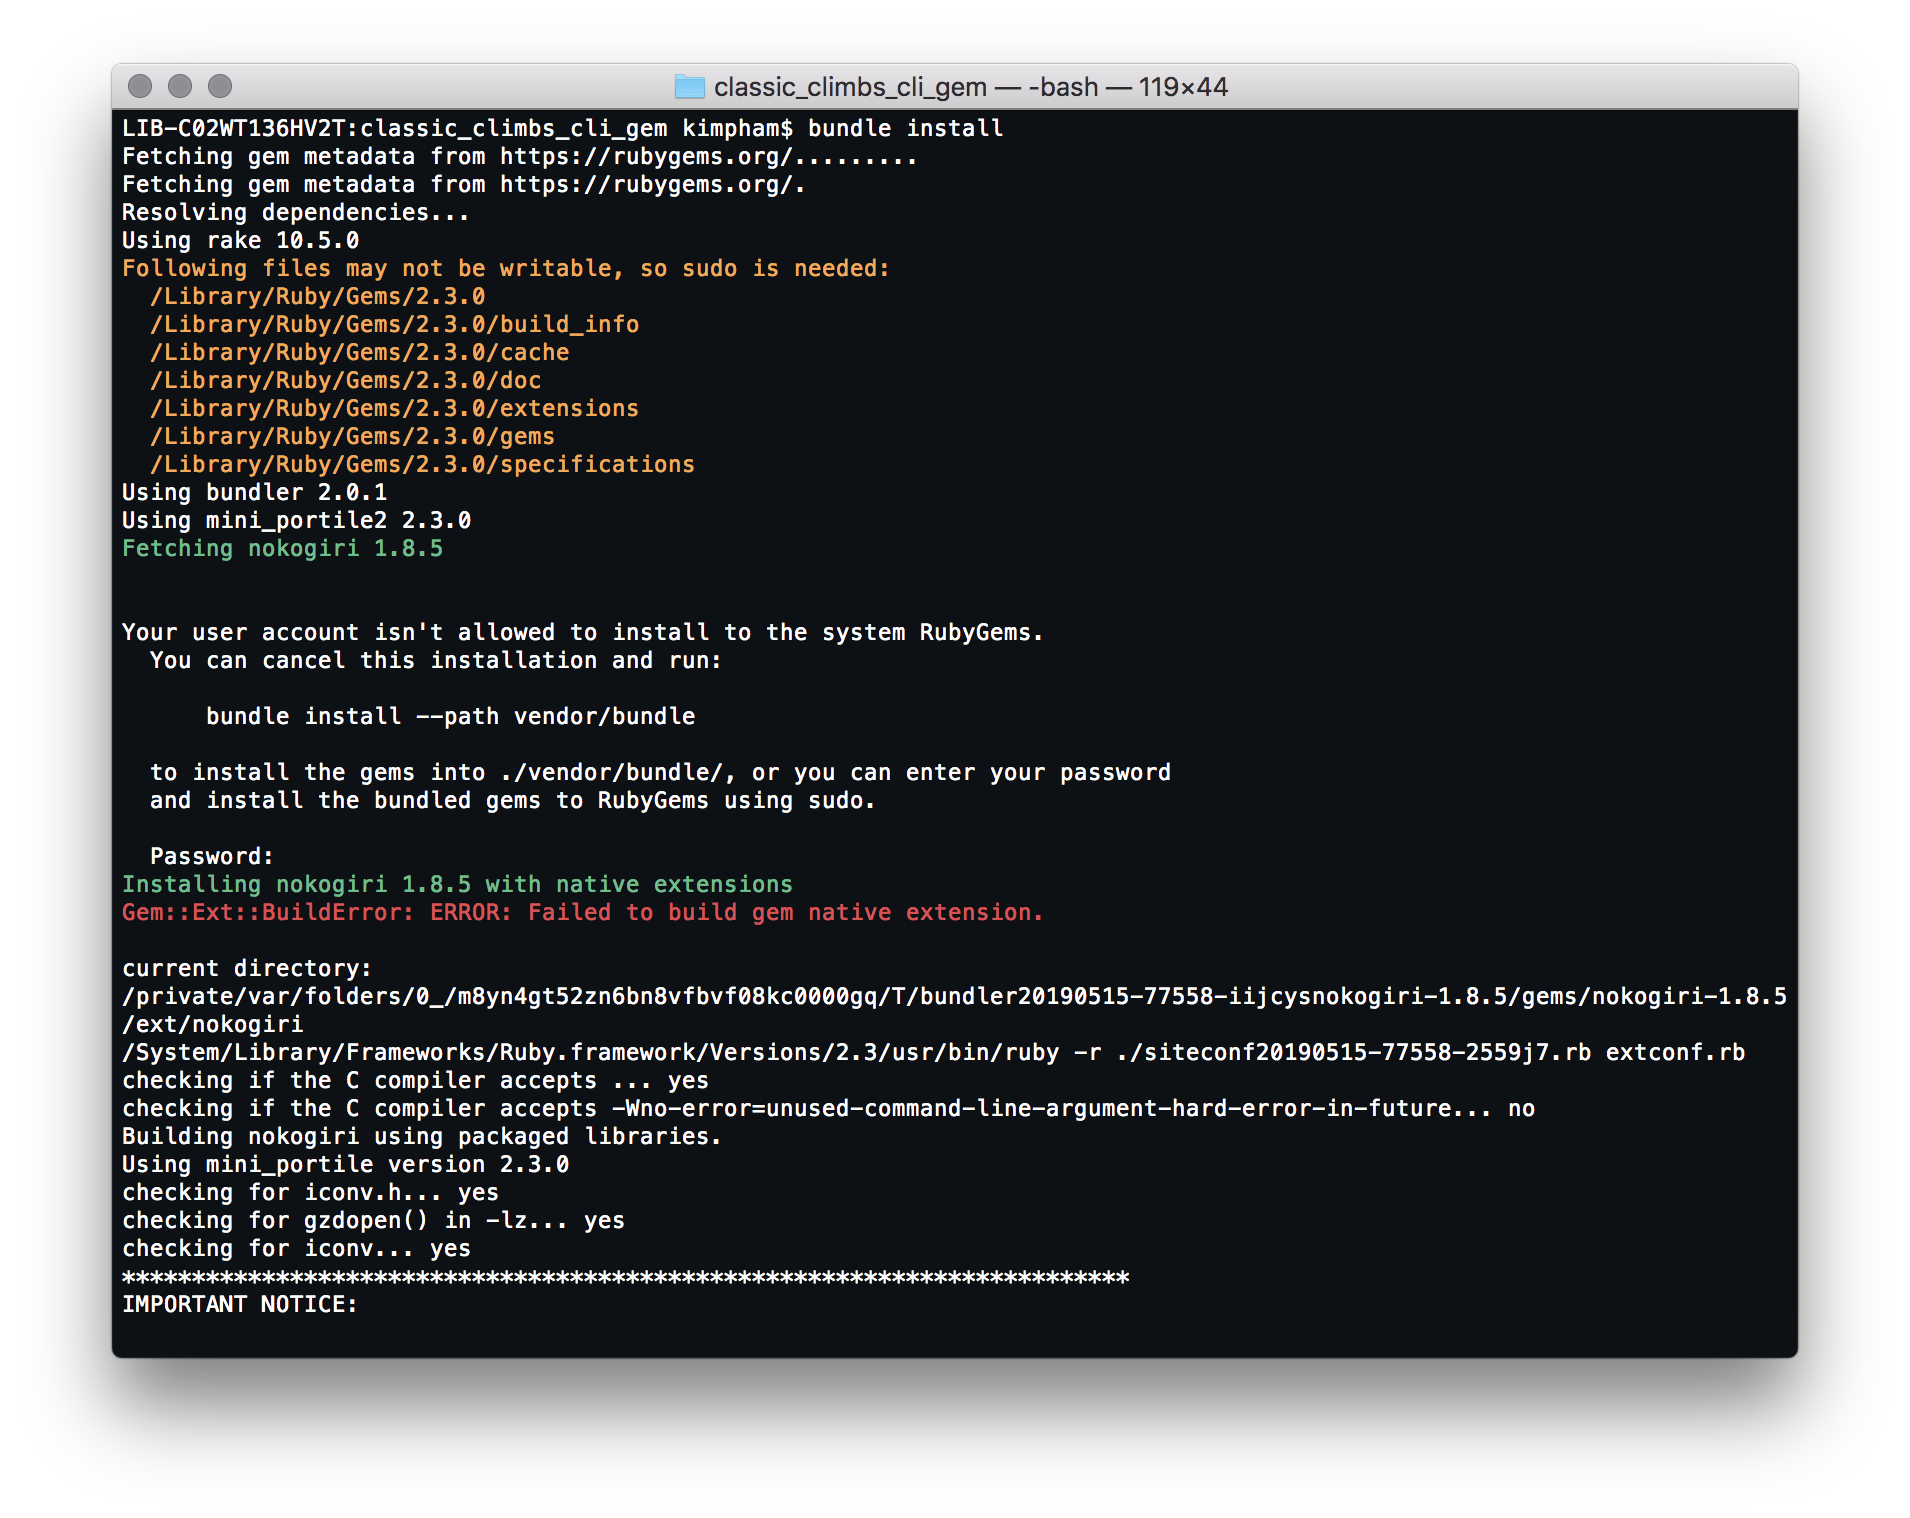 classic_climbs_cli_gem — -bash — 119×44
LIB-C02WT136HV2T:classic_climbs_cli_gem kimpham$ bundle install
Fetching gem metadata from https://rubygems.org/.........
Fetching gem metadata from https://rubygems.org/.
Resolving dependencies...
Using rake 10.5.0
Following files may not be writable, so sudo is needed:
  /Library/Ruby/Gems/2.3.0
  /Library/Ruby/Gems/2.3.0/build_info
  /Library/Ruby/Gems/2.3.0/cache
  /Library/Ruby/Gems/2.3.0/doc
  /Library/Ruby/Gems/2.3.0/extensions
  /Library/Ruby/Gems/2.3.0/gems
  /Library/Ruby/Gems/2.3.0/specifications
Using bundler 2.0.1
Using mini_portile2 2.3.0
Fetching nokogiri 1.8.5
Your user account isn't allowed to install to the system RubyGems.
  You can cancel this installation and run:
      bundle install --path vendor/bundle
  to install the gems into ./vendor/bundle/, or you can enter your password
  and install the bundled gems to RubyGems using sudo.
  Password:
Installing nokogiri 1.8.5 with native extensions
Gem::Ext::BuildError: ERROR: Failed to build gem native extension.
current directory:
/private/var/folders/0_/m8yn4gt52zn6bn8vfbvf08kc0000gq/T/bundler20190515-77558-iijcysnokogiri-1.8.5/gems/nokogiri-1.8.5
/ext/nokogiri
/System/Library/Frameworks/Ruby.framework/Versions/2.3/usr/bin/ruby -r ./siteconf20190515-77558-2559j7.rb extconf.rb
checking if the C compiler accepts ... yes
checking if the C compiler accepts -Wno-error=unused-command-line-argument-hard-error-in-future... no
Building nokogiri using packaged libraries.
Using mini_portile version 2.3.0
checking for iconv.h... yes
checking for gzdopen() in -lz... yes
checking for iconv... yes
************************************************************************
IMPORTANT NOTICE: